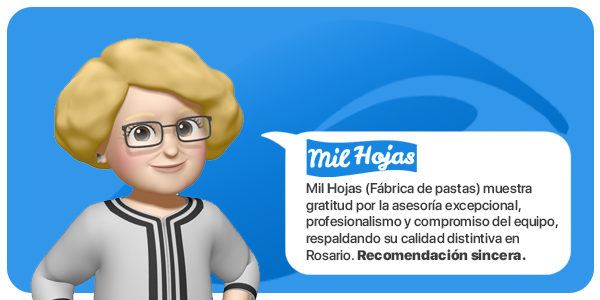 Mil Hojas
Mil Hojas (Fábrica de pastas) muestra
gratitud por la asesoría excepcional,
profesionalismo y compromiso del equipo,
respaldando su calidad distintiva en
Rosario. Recomendación sincera.